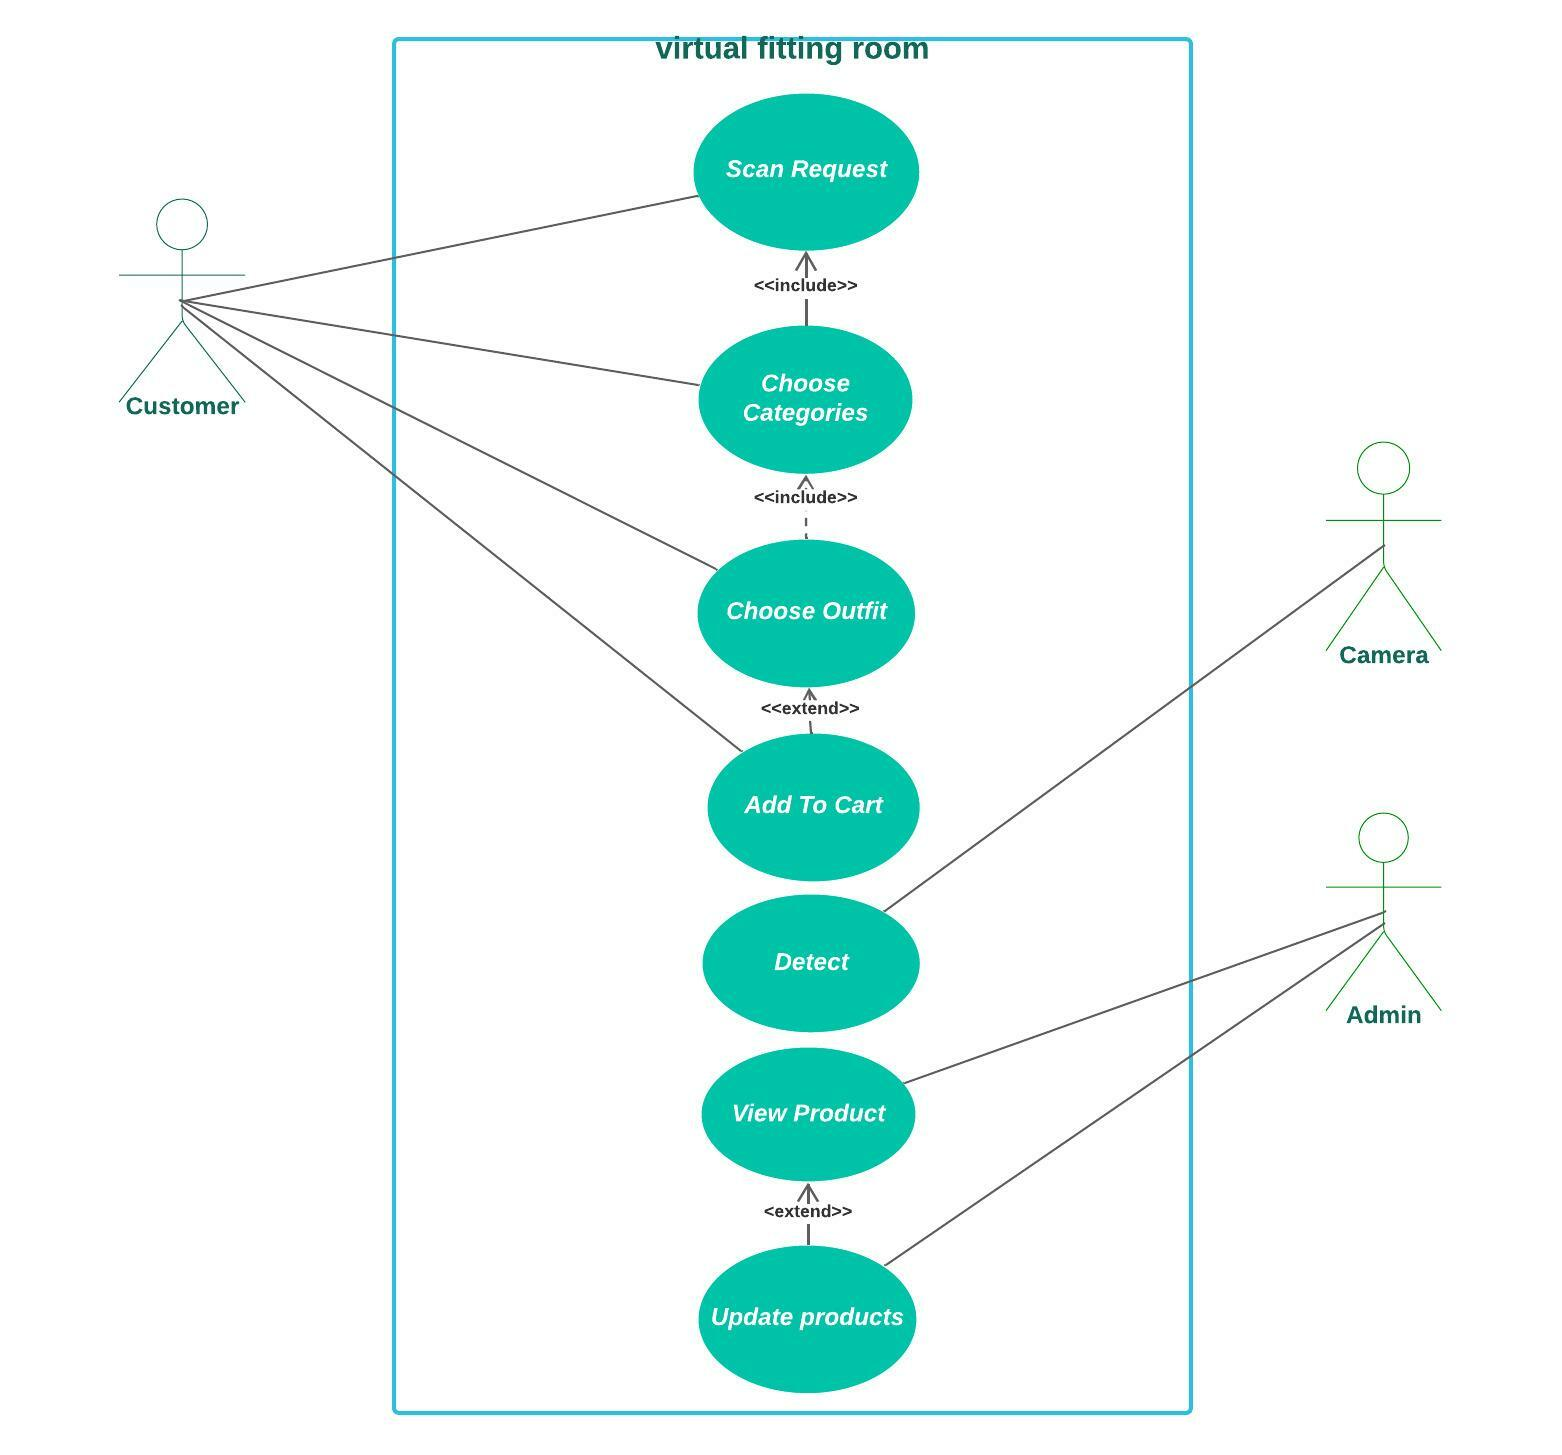 virtual fitting room
Scan Request
<<include>>
Choose
Categories
Customer
<<include>>
Choose Outfit
Camera
<<extend>>
Add To Cart
Detect
Admin
View Product
<extend>>
Update products